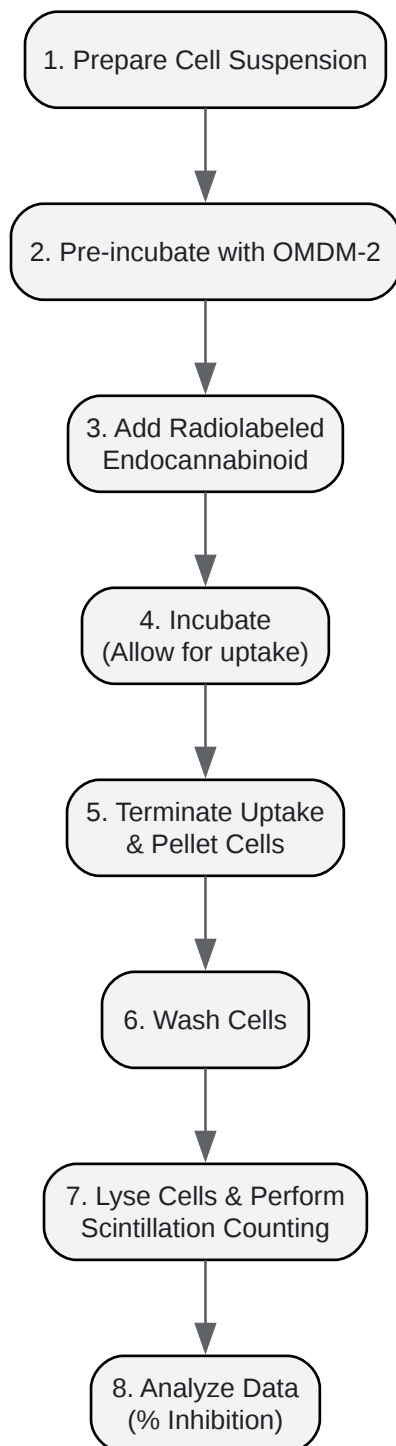 1. Prepare Cell Suspension
2. Pre-incubate with OMDM-2
3. Add Radiolabeled
Endocannabinoid
4. Incubate
(Allow for uptake)
5. Terminate Uptake
& Pellet Cells
6. Wash Cells
7. Lyse Cells & Perform
Scintillation Counting
8. Analyze Data
(% Inhibition)